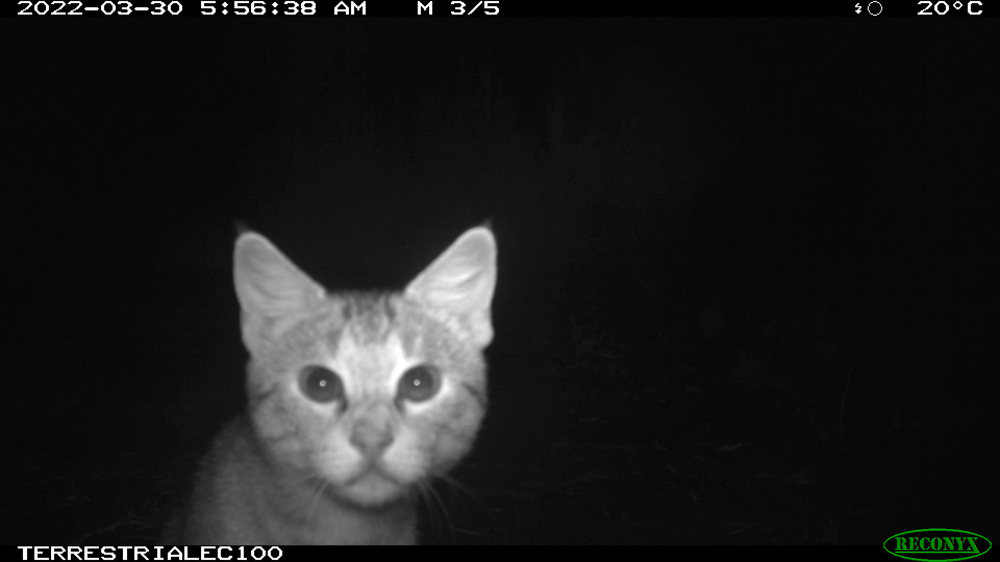 2022-03-30 5:56:38 AM M 3/5 20°C
TERRESTRIALEC100
RECONYX